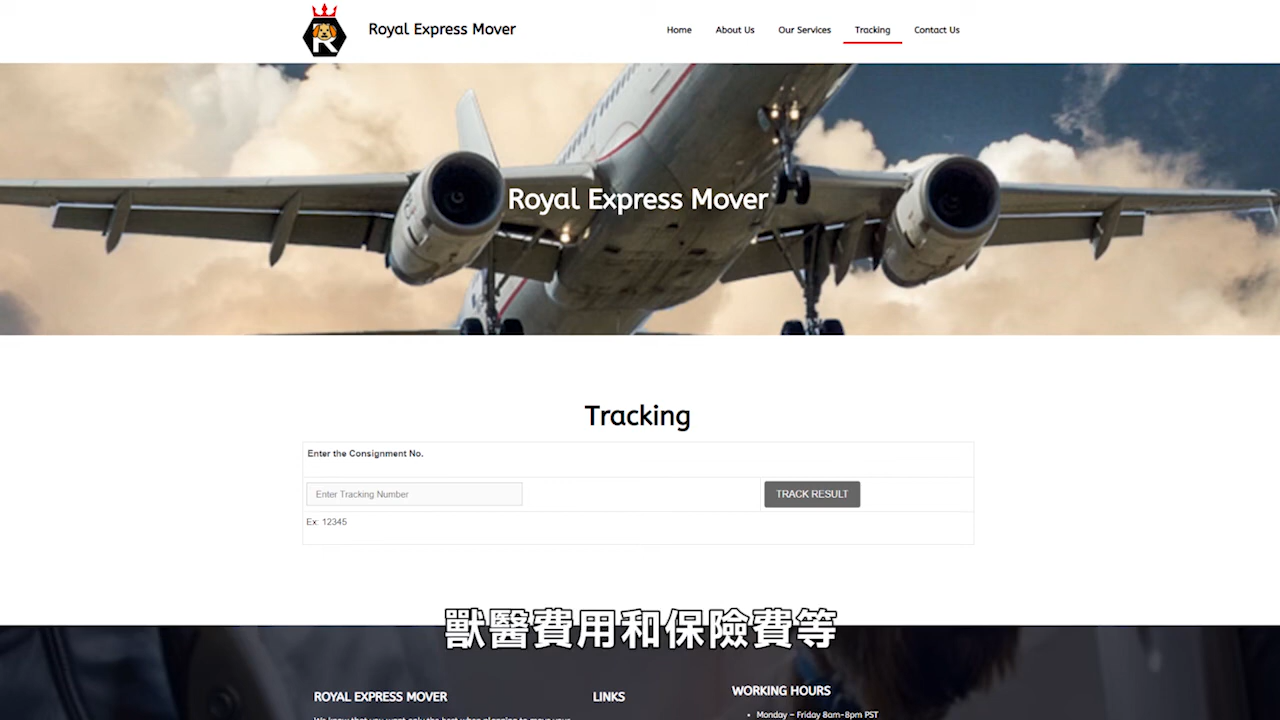 Royal Express Mover
Home
About Us
Our Services
Tracking
Contact Us
R
Royal Express Mover
Tracking
Enter the Consignment No.
Enter Tracking Number
TRACK RESULT
Ex: 12345
獸醫費用和保險費等
ROYAL EXPRESS MOVER
LINKS
WORKING HOURS
Monday – Friday 8am-8pm PST